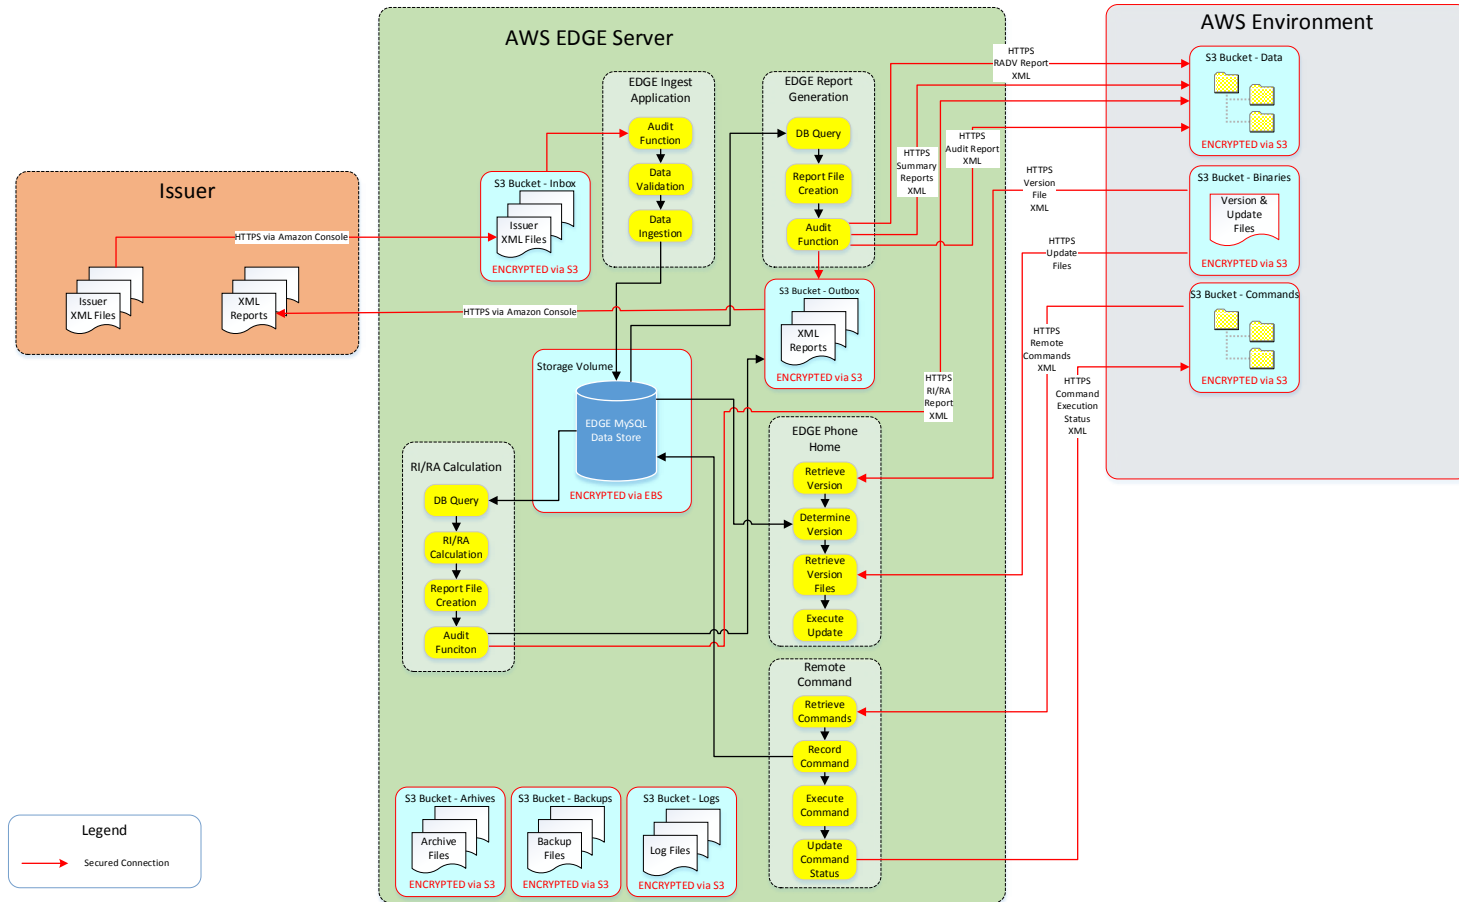 AWS EDGE Server
AWS Environment
Issuer
HTTPS via Amazon Console
Issuer
XML Files
XML
Reports
HTTPS via Amazon Console
S3 Bucket - Inbox
Issuer
XML Files
ENCRYPTED via S3
EDGE Ingest
Application
Audit
Function
Data
Validation
Data
Ingestion
EDGE Report
Generation
DB Query
Report File
Creation
Audit
Function
S3 Bucket - Outbox
XML
Reports
ENCRYPTED via S3
Storage Volume
EDGE MySQL
Data Store
ENCRYPTED via EBS
RI/RA Calculation
DB Query
RI/RA
Calculation
Report File
Creation
Audit
Funciton
EDGE Phone
Home
Retrieve
Version
Determine
Version
Retrieve
Version
Files
Execute
Update
Remote
Command
Retrieve
Commands
Record
Command
Execute
Command
Update
Command
Status
S3 Bucket - Arhives
Archive
Files
ENCRYPTED via S3
S3 Bucket - Backups
Backup
Files
ENCRYPTED via S3
S3 Bucket - Logs
Log Files
ENCRYPTED via S3
HTTPS
RADV Report
XML
HTTPS
Summary
Reports
XML
HTTPS
Audit Report
XML
HTTPS
RI/RA
Report
XML
HTTPS
Version
File
XML
HTTPS
Update
Files
HTTPS
Remote
Commands
XML
HTTPS
Command
Execution
Status
XML
S3 Bucket - Data
ENCRYPTED via S3
S3 Bucket - Binaries
Version &
Update
Files
ENCRYPTED via S3
S3 Bucket - Commands
ENCRYPTED via S3
Legend
Secured Connection